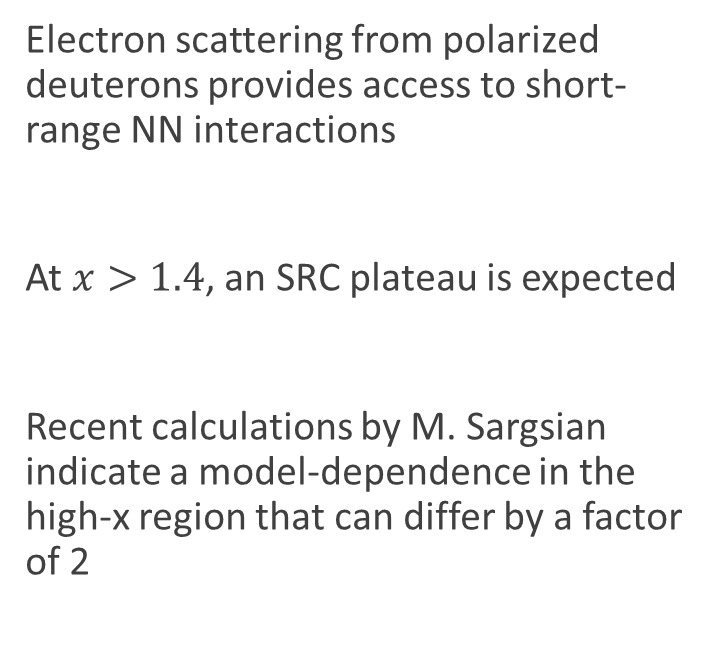 Electron scattering from polarized
deuterons provides access to short-
range NN interactions
At x > 1.4, an SRC plateau is expected
Recent calculations by M. Sargsian
indicate a model-dependence in the
high-x region that can differ by a factor
of 2